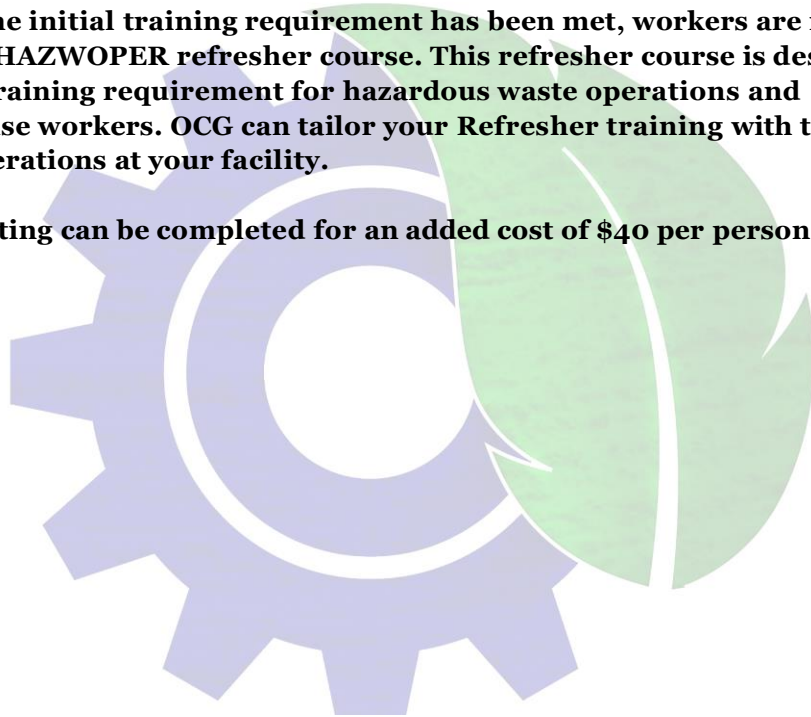 he initial training requirement has been met, workers are
HAZWOPER refresher course. This refresher course is des
raining requirement for hazardous waste operations and
se workers. OCG can tailor your Refresher training with t
erations at your facility.
ting can be completed for an added cost of $40 per person